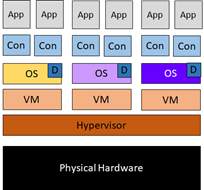 App App App App App App
Con Con Con Con Con Con
OS D OS D OS D
VM VM VM
Hypervisor
Physical Hardware